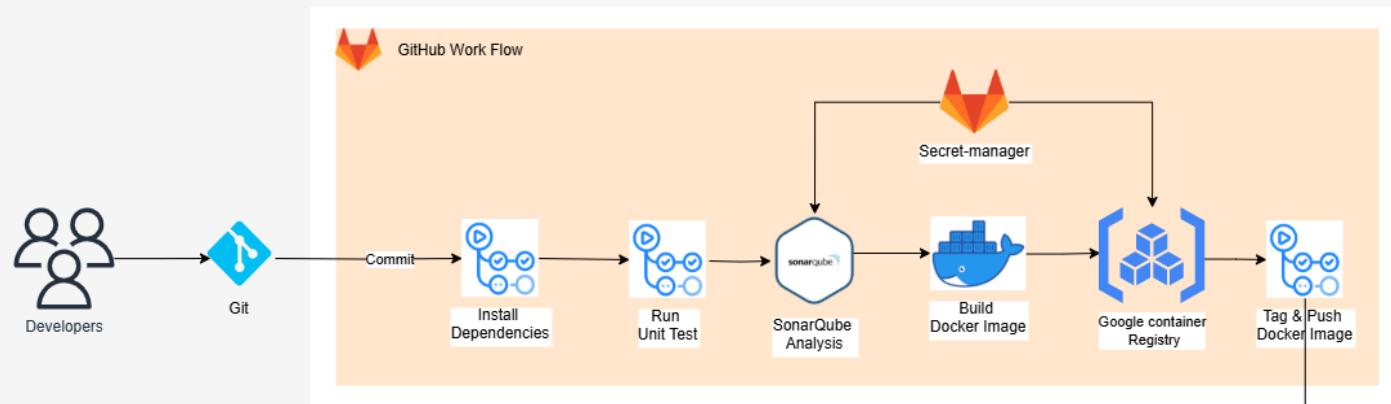 GitHub Work Flow
Secret-manager
Commit
sonarqube
Developers
Git
Install
Dependencies
Run
Unit Test
SonarQube
Analysis
Build
Docker Image
Google container
Registry
Tag & Push
Docker Image